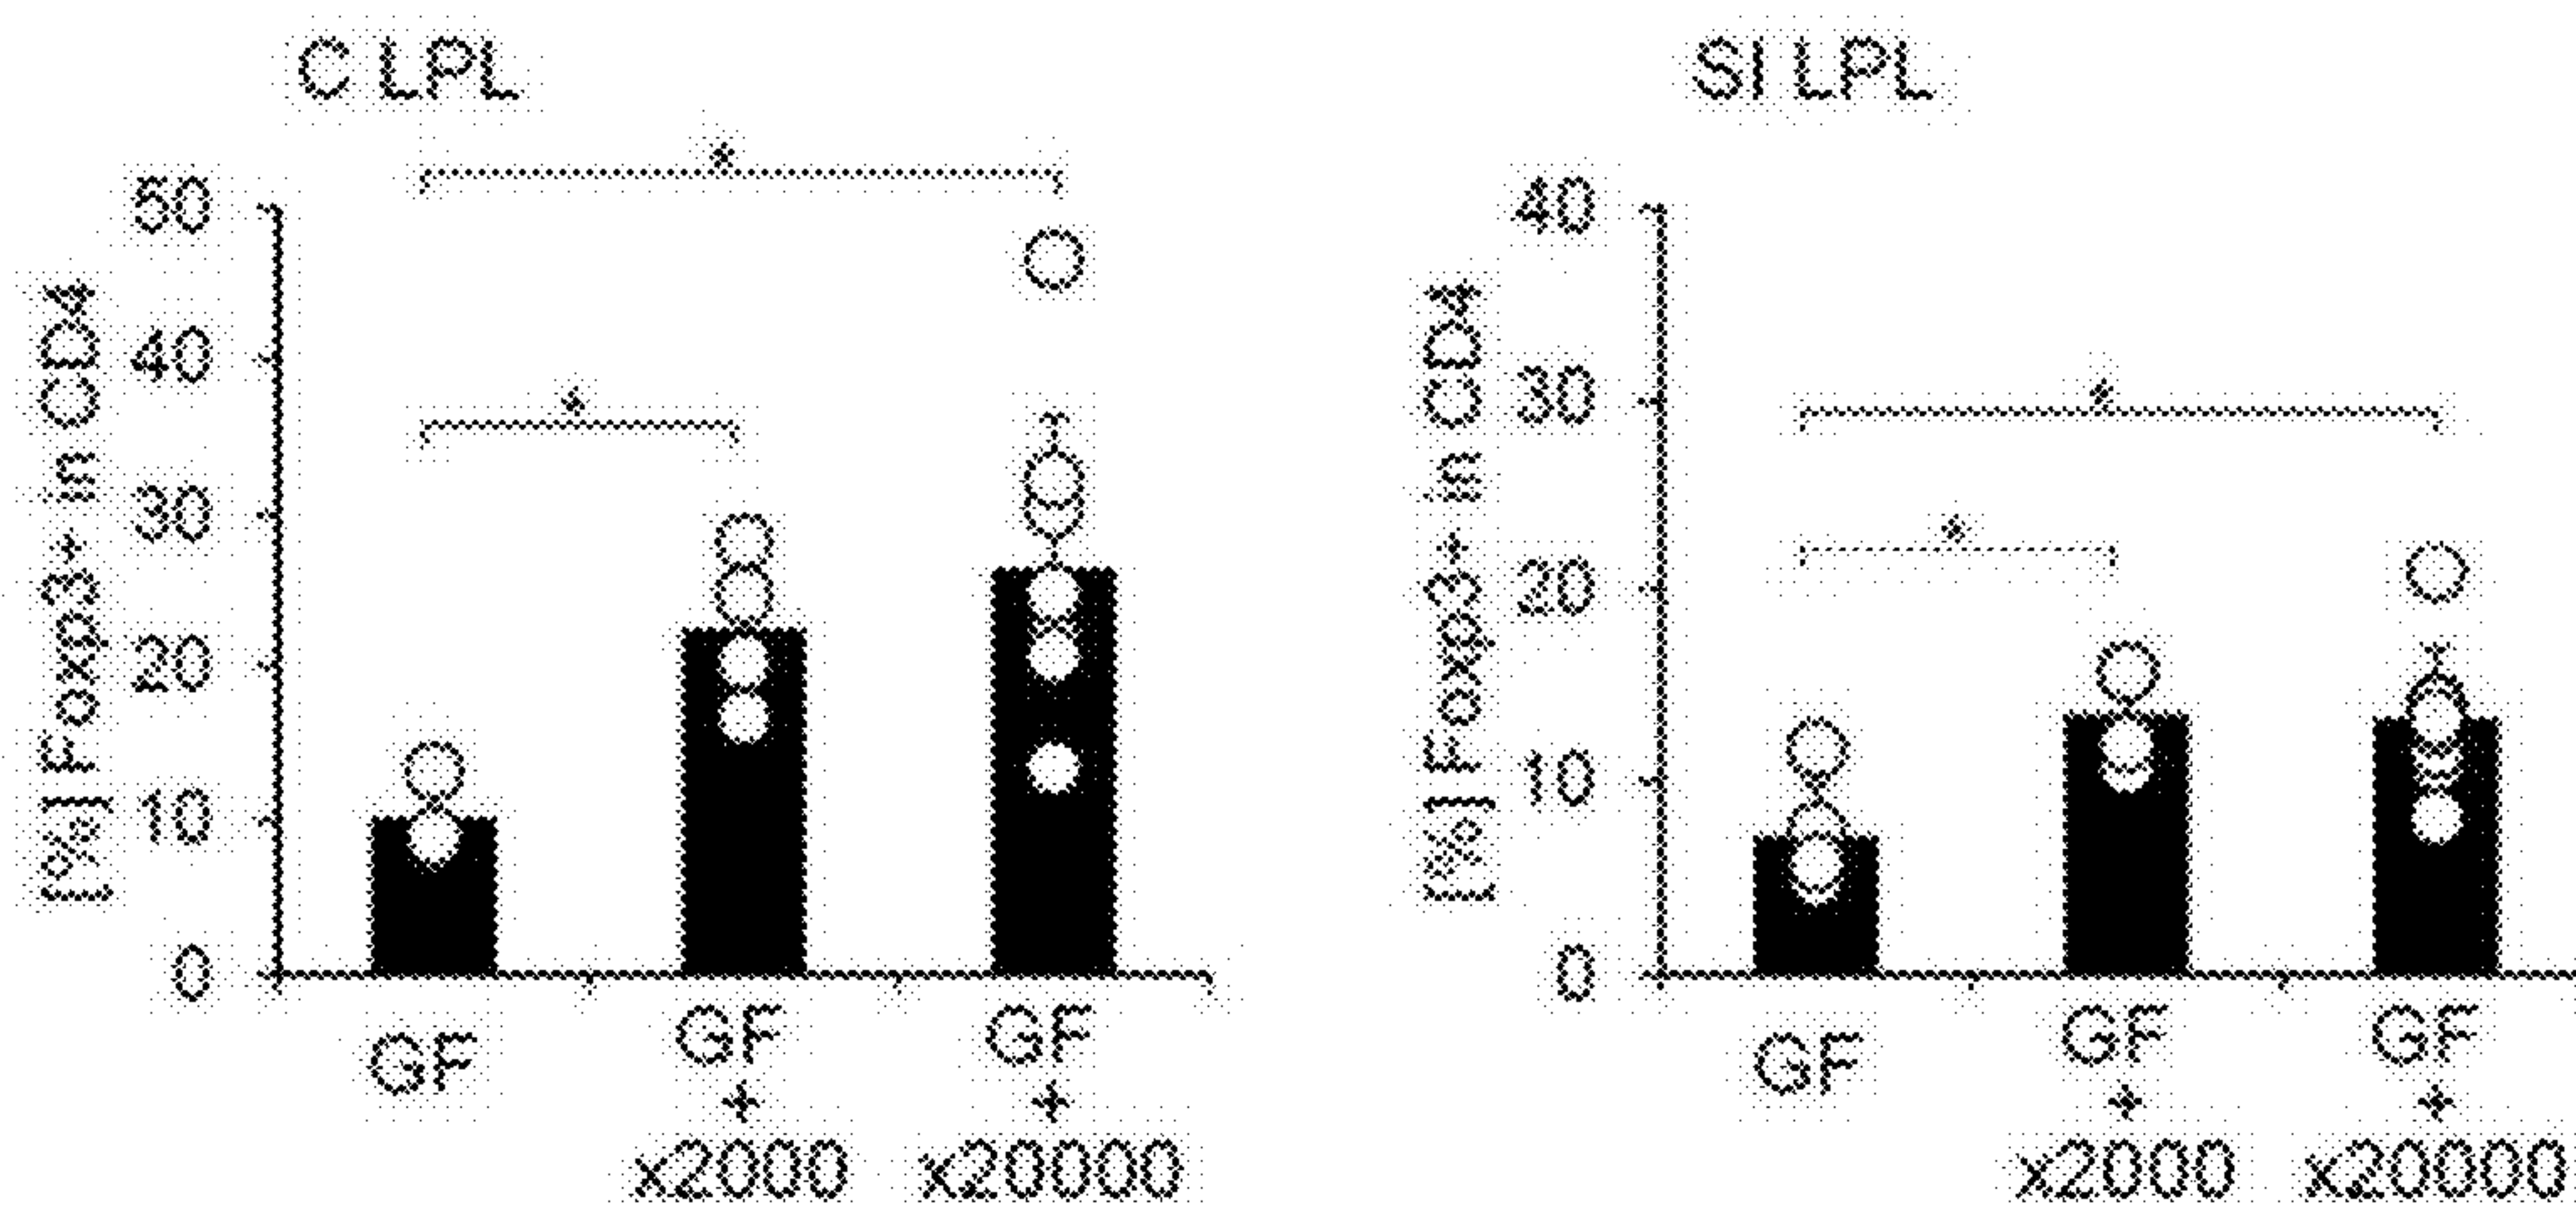 C LPL
*
*
[%] Foxp3+ in CD4
50
40
30
20
10
0
GF
GF
+
x2000
GF
+
x20000
SI LPL
*
*
[%] Foxp3+ in CD4
40
30
20
10
0
GF
GF
+
x2000
GF
+
x20000